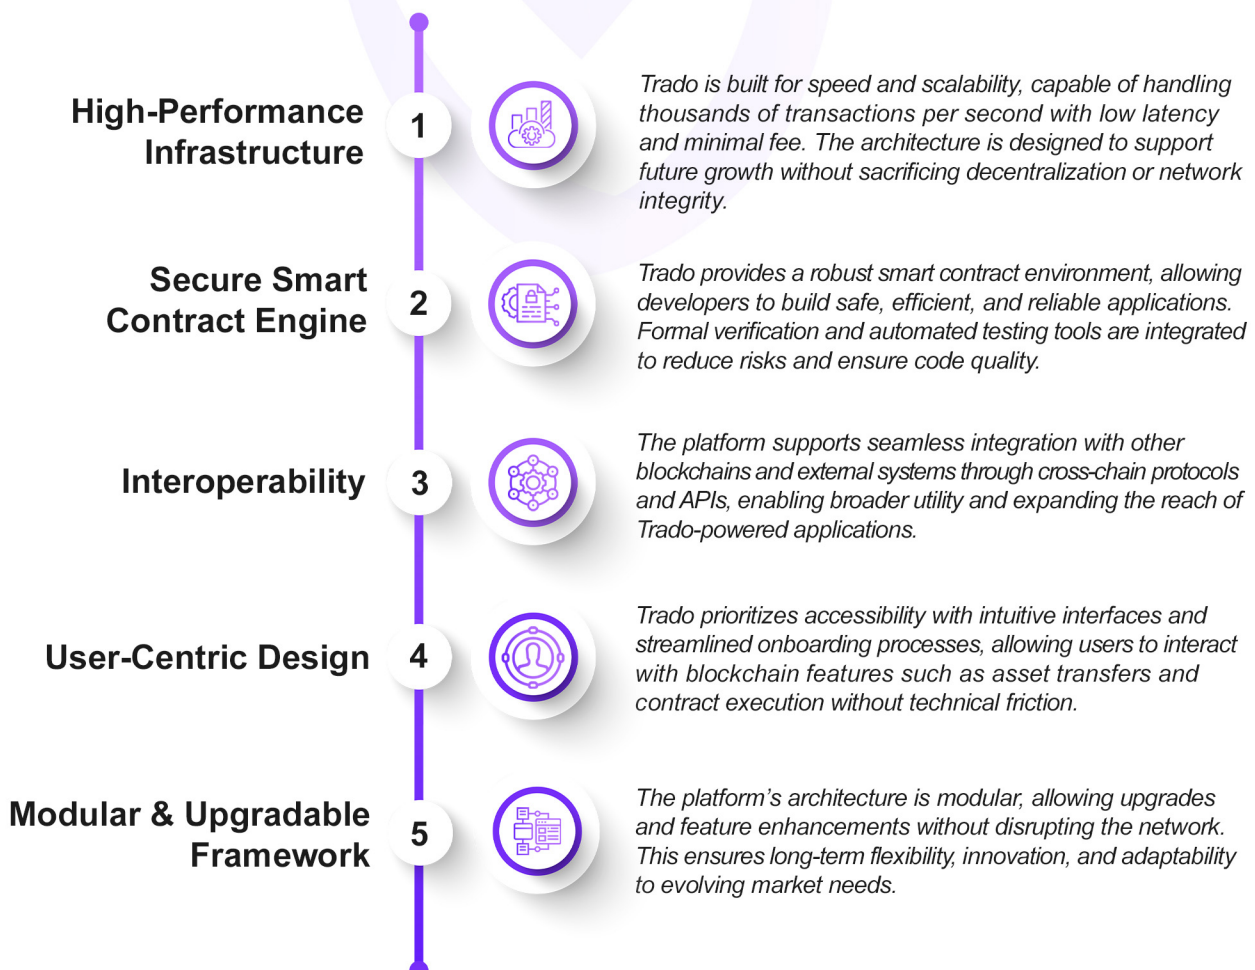 High-Performance
Infrastructure
1
Trado is built for speed and scalability, capable of handling
thousands of transactions per second with low latency
and minimal fee. The architecture is designed to support
future growth without sacrificing decentralization or network
integrity.
Secure Smart
Contract Engine
2
Trado provides a robust smart contract environment, allowing
developers to build safe, efficient, and reliable applications.
Formal verification and automated testing tools are integrated
to reduce risks and ensure code quality.
Interoperability
3
The platform supports seamless integration with other
blockchains and external systems through cross-chain protocols
and APIs, enabling broader utility and expanding the reach of
Trado-powered applications.
User-Centric Design
4
Trado prioritizes accessibility with intuitive interfaces and
streamlined onboarding processes, allowing users to interact
with blockchain features such as asset transfers and
contract execution without technical friction.
Modular & Upgradable
Framework
5
The platform’s architecture is modular, allowing upgrades
and feature enhancements without disrupting the network.
This ensures long-term flexibility, innovation, and adaptability
to evolving market needs.